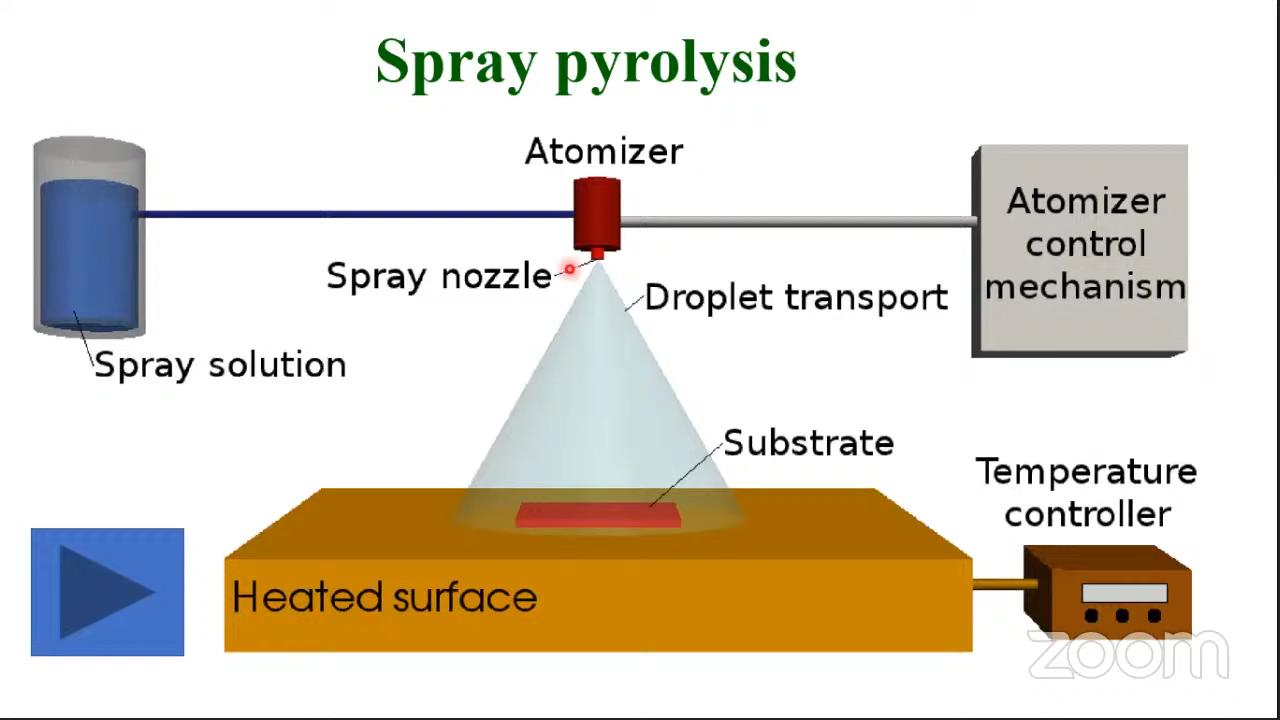 Spray pyrolysis
Atomizer
Atomizer
control
mechanism
Spray nozzle
Droplet transport
Spray solution
Substrate
Temperature
controller
Heated surface
zoom